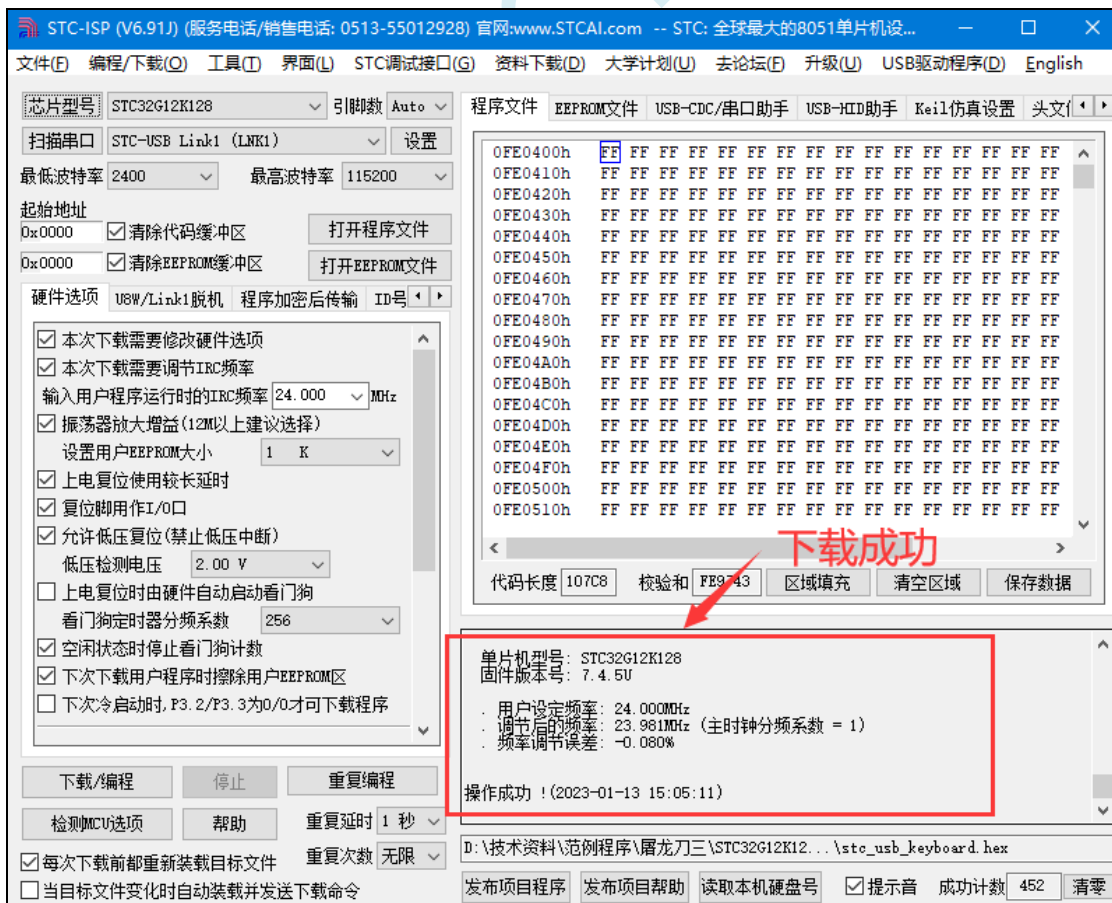 STC-ISP (V6.91J) (服务电话/销售电话: 0513-55012928) 官网:www.STCAI.com -- STC: 全球最大的8051单片机设...
文件(F) 编程/下载(O) 工具(T) 界面(L) STC调试接口(G) 资料下载(D) 大学计划(U) 去论坛(F) 升级(U) USB驱动程序(D) English
芯片型号 STC32G12K128 引脚数 Auto
扫描串口 STC-USB Link1 (LNK1) 设置
最低波特率 2400 最高波特率 115200
起始地址
0x0000 清除代码缓冲区 打开程序文件
0x0000 清除EEPROM缓冲区 打开EEPROM文件
硬件选项 U8W/Link1脱机 程序加密后传输 ID号
本次下载需要修改硬件选项
本次下载需要调节IRC频率
输入用户程序运行时的IRC频率 24.000 MHz
振荡器放大增益(12M以上建议选择)
设置用户EEPROM大小 1 K
上电复位使用较长延时
复位脚用作I/O口
允许低压复位(禁止低压中断)
低压检测电压 2.00 V
上电复位时由硬件自动启动看门狗
看门狗定时器分频系数 256
空闲状态时停止看门狗计数
下次下载用户程序时擦除用户EEPROM区
下次冷启动时,P3.2/P3.3为0/0才可下载程序
下载/编程 停止 重复编程
检测MCU选项 帮助 重复延时 1 秒
每次下载前都重新装载目标文件 重复次数 无限
当目标文件变化时自动装载并发送下载命令
程序文件 EEPROM文件 USB-CDC/串口助手 USB-HID助手 Keil仿真设置
0FE0400h FF FF FF FF FF FF FF FF FF FF FF FF FF FF FF FF
0FE0410h FF FF FF FF FF FF FF FF FF FF FF FF FF FF FF FF
0FE0420h FF FF FF FF FF FF FF FF FF FF FF FF FF FF FF FF
0FE0430h FF FF FF FF FF FF FF FF FF FF FF FF FF FF FF FF
0FE0440h FF FF FF FF FF FF FF FF FF FF FF FF FF FF FF FF
0FE0450h FF FF FF FF FF FF FF FF FF FF FF FF FF FF FF FF
0FE0460h FF FF FF FF FF FF FF FF FF FF FF FF FF FF FF FF
0FE0470h FF FF FF FF FF FF FF FF FF FF FF FF FF FF FF FF
0FE0480h FF FF FF FF FF FF FF FF FF FF FF FF FF FF FF FF
0FE0490h FF FF FF FF FF FF FF FF FF FF FF FF FF FF FF FF
0FE04A0h FF FF FF FF FF FF FF FF FF FF FF FF FF FF FF FF
0FE04B0h FF FF FF FF FF FF FF FF FF FF FF FF FF FF FF FF
0FE04C0h FF FF FF FF FF FF FF FF FF FF FF FF FF FF FF FF
0FE04D0h FF FF FF FF FF FF FF FF FF FF FF FF FF FF FF FF
0FE04E0h FF FF FF FF FF FF FF FF FF FF FF FF FF FF FF FF
0FE04F0h FF FF FF FF FF FF FF FF FF FF FF FF FF FF FF FF
0FE0500h FF FF FF FF FF FF FF FF FF FF FF FF FF FF FF FF
0FE0510h FF FF FF FF FF FF FF FF FF FF FF FF FF FF FF FF
下载成功
代码长度 107C8 校验和 区域填充 清空区域 保存数据
单片机型号: STC32G12K128
固件版本号: 7.4.5U
. 用户设定频率: 24.000MHz
. 调节后的频率: 23.981MHz (主时钟分频系数 = 1)
. 频率调节误差: -0.080%
操作成功 !(2023-01-13 15:05:11)
D:\技术资料\范例程序\屠龙刀三\STC32G12K12...\stc_usb_keyboard.hex
发布项目程序 发布项目帮助 读取本机硬盘号 提示音 成功计数 452 清零